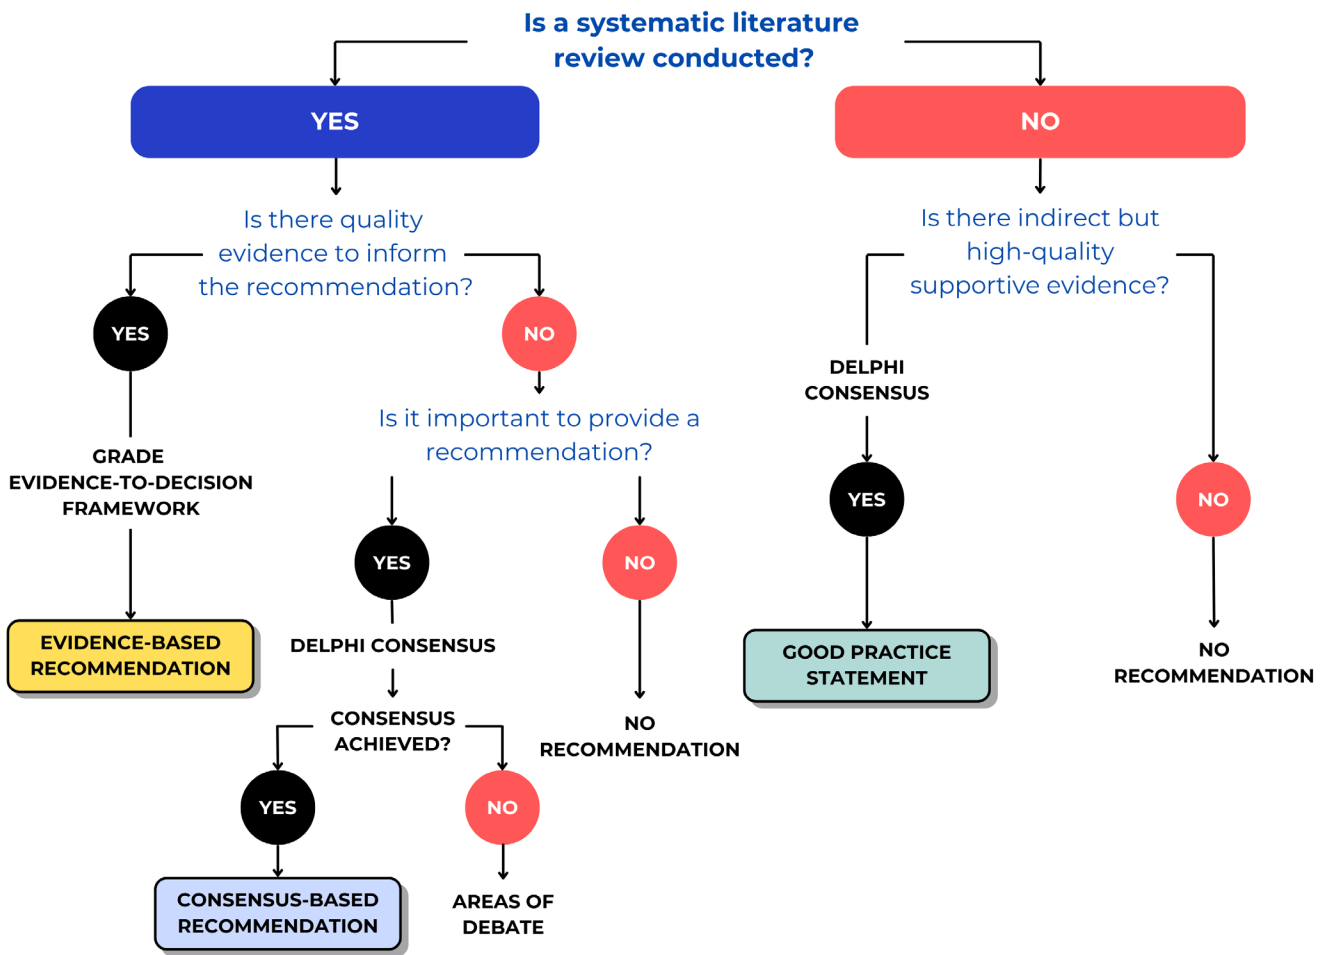 Is a systematic literature
review conducted?
YES
NO
Is there quality
evidence to inform
the recommendation?
Is there indirect but
high-quality
supportive evidence?
YES
NO
DELPHI
CONSENSUS
Is it important to provide a
recommendation?
GRADE
EVIDENCE-TO-DECISION
FRAMEWORK
YES
NO
YES
NO
EVIDENCE-BASED
RECOMMENDATION
DELPHI CONSENSUS
GOOD PRACTICE
STATEMENT
NO
RECOMMENDATION
CONSENSUS
ACHIEVED?
NO
RECOMMENDATION
YES
NO
CONSENSUS-BASED
RECOMMENDATION
AREAS OF
DEBATE